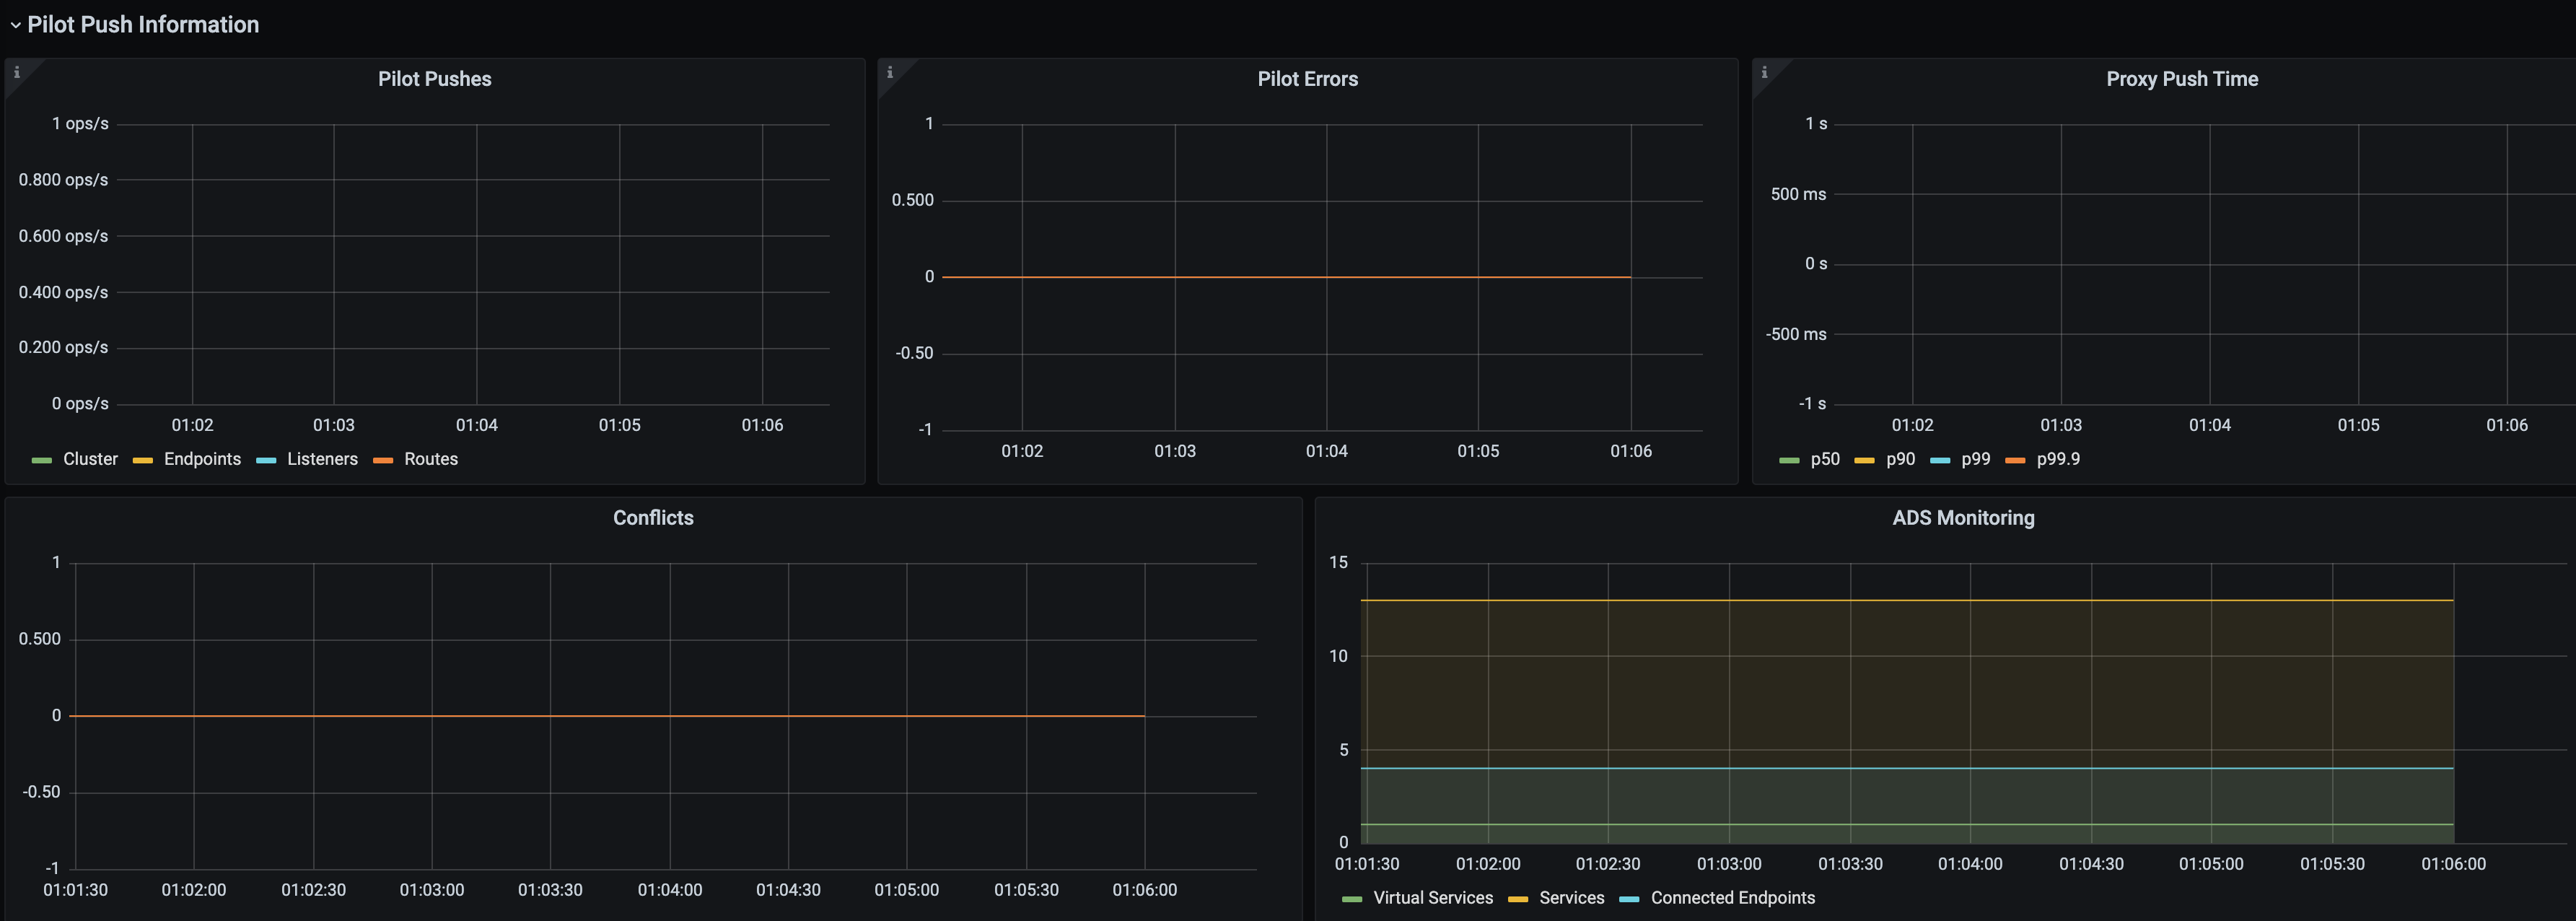 Pilot Push Information
Pilot Pushes
1 ops/s
0.800 ops/s
0.600 ops/s
0.400 ops/s
0.200 ops/s
0 ops/s
01:02 01:03 01:04 01:05 01:06
Cluster Endpoints Listeners Routes
Pilot Errors
1
0.500
0
-0.50
-1
01:02 01:03 01:04 01:05 01:06
Proxy Push Time
1 s
500 ms
0 s
-500 ms
-1 s
01:02 01:03 01:04 01:05 01:06
p50 p90 p99 p99.9
Conflicts
1
0.500
0
-0.50
-1
01:01:30 01:02:00 01:02:30 01:03:00 01:03:30 01:04:00 01:04:30 01:05:00 01:05:30 01:06:00
ADS Monitoring
15
10
5
0
01:01:30 01:02:00 01:02:30 01:03:00 01:03:30 01:04:00 01:04:30 01:05:00 01:05:30 01:06:00
Virtual Services Services Connected Endpoints